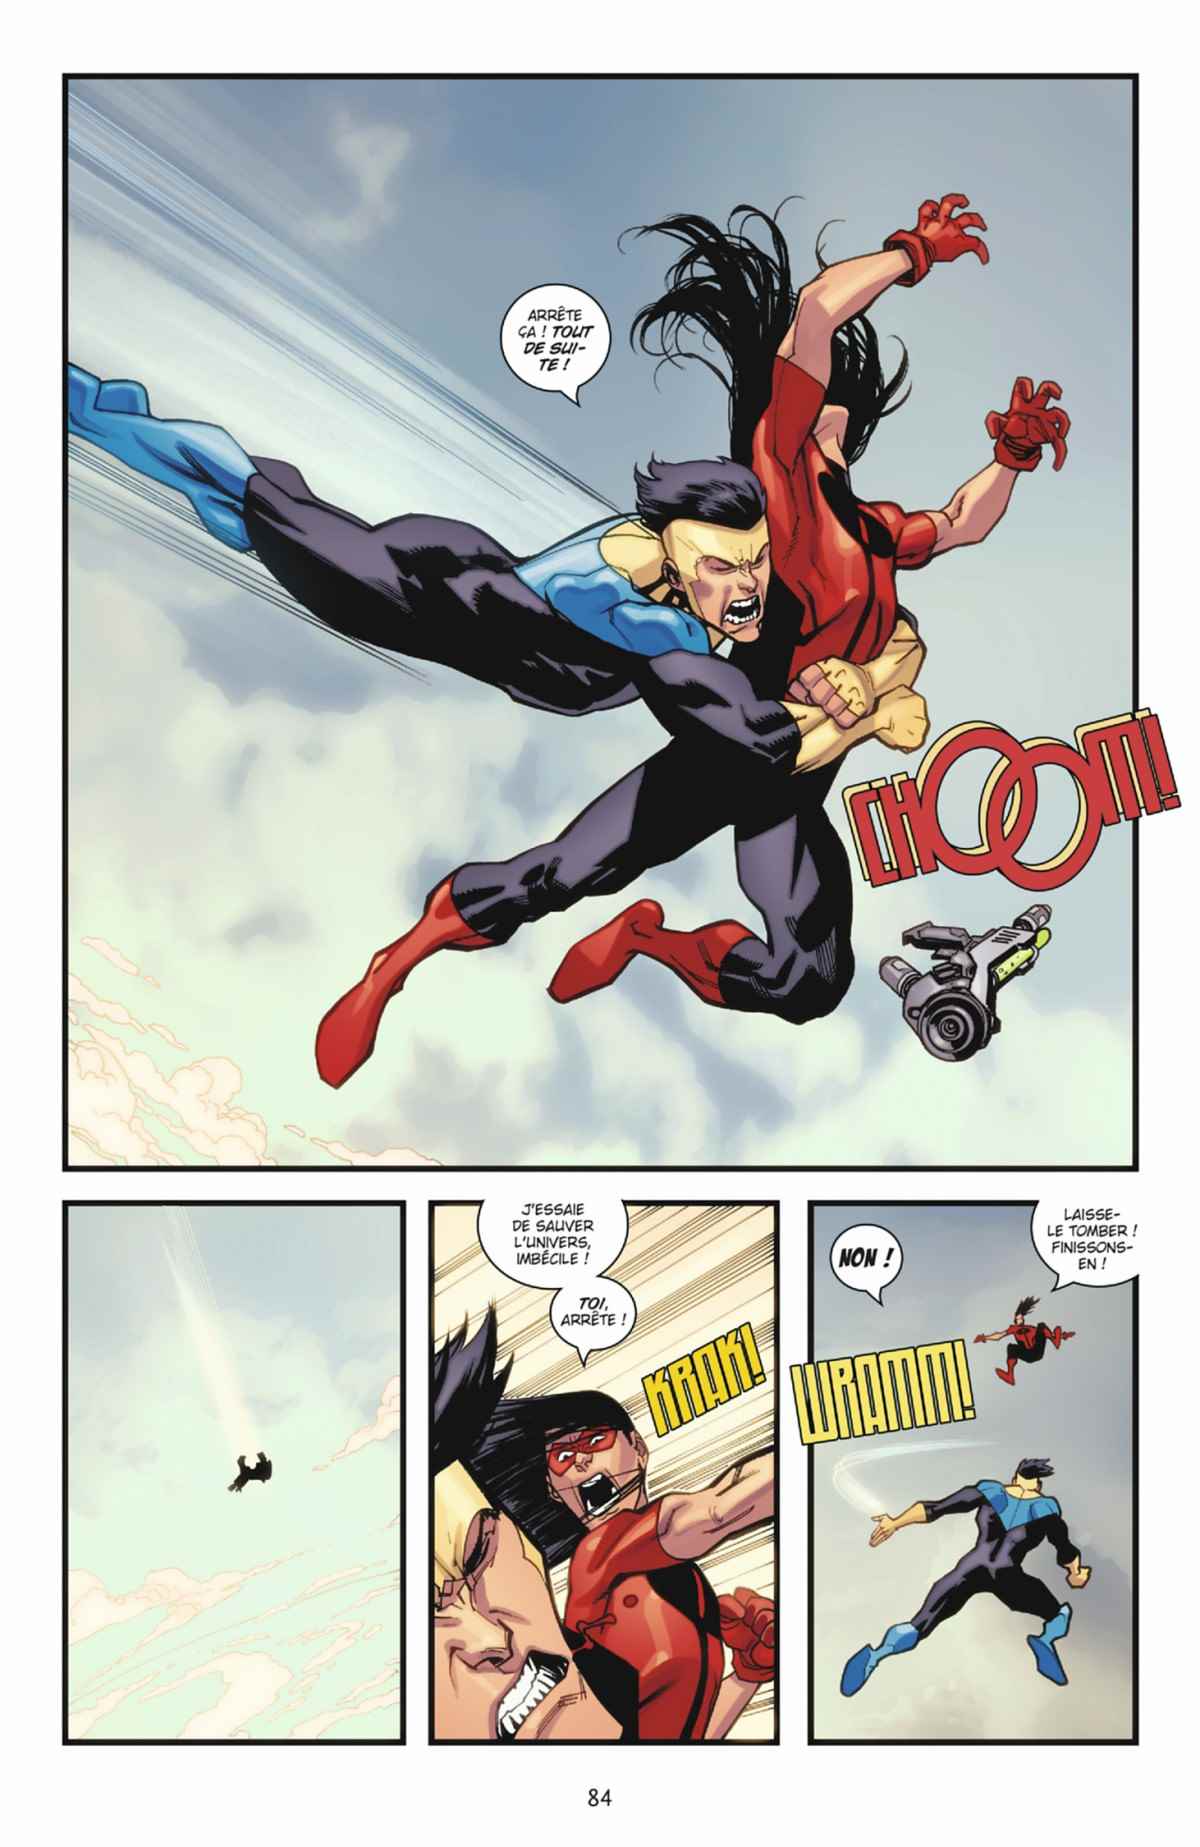 ARRÊTE
ÇA ! TOUT
DE SUI-
TE !
CHOOM!
J'ESSAIE
DE SAUVER
L'UNIVERS,
IMBÉCILE !
TOI,
ARRÊTE !
KRAK!
NON !
LAISSE-
LE TOMBER !
FINISSONS-
EN !
WRAMM!
84